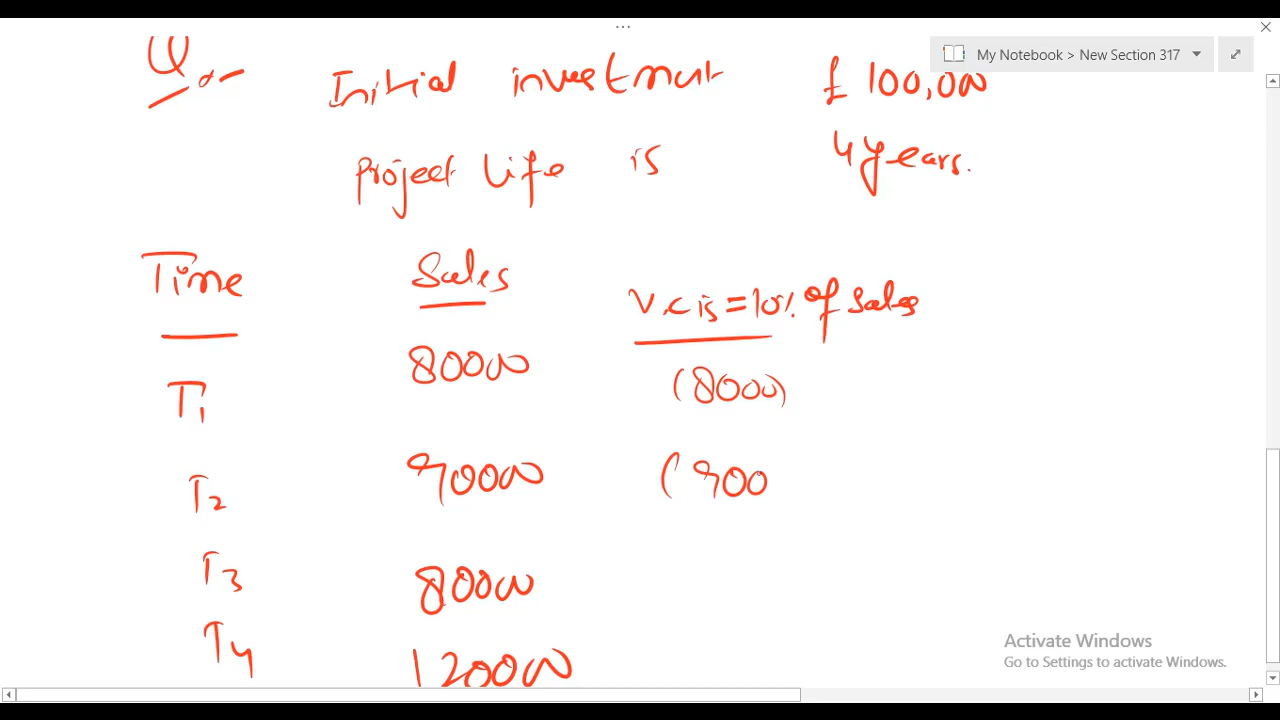 ...
My Notebook > New Section 317
Q.
Initial investment £ 100,000
Project Life is 4 years.
Time Sales V.C is = 10% of Sales
T1 80000 (8000)
T2 90000 (900
T3 80000
T4 120000
Activate Windows
Go to Settings to activate Windows.